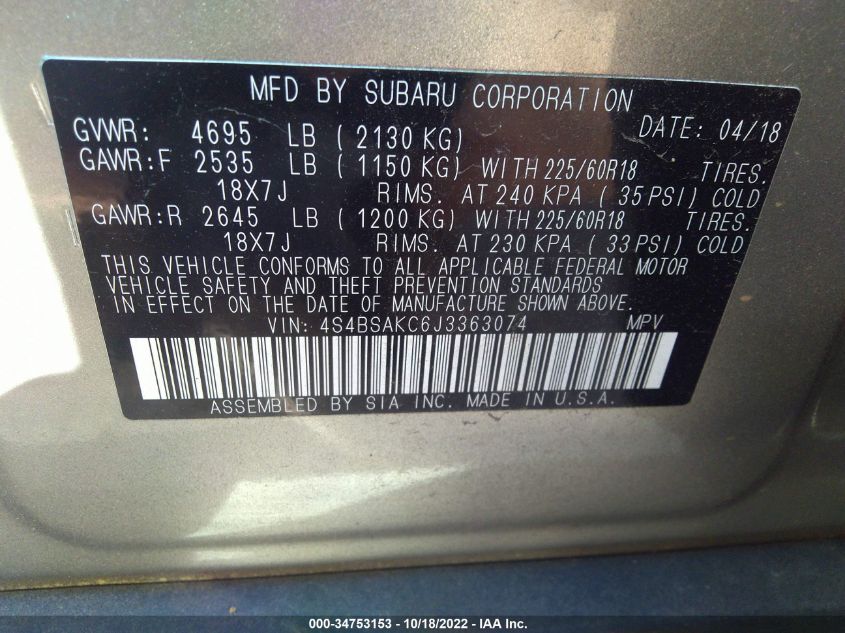 MFD BY SUBARU CORPORATION
GVWR: 4695 LB (2130 KG) DATE: 04/18
GAWR:F 2535 LB (1150 KG) WITH 225/60R18 TIRES.
18X7J RIMS. AT 240 KPA (35 PSI) COLD
GAWR:R 2645 LB (1200 KG) WITH 225/60R18 TIRES.
18X7J RIMS. AT 230 KPA (33 PSI) COLD
THIS VEHICLE CONFORMS TO ALL APPLICABLE FEDERAL MOTOR
VEHICLE SAFETY AND THEFT PREVENTION STANDARDS
IN EFFECT ON THE DATE OF MANUFACTURE SHOWN ABOVE.
VIN: 4S4BSAKC6J3363074 MPV
ASSEMBLED BY SIA INC. MADE IN U.S.A.
000-34753153 - 10/18/2022 - IAA Inc.